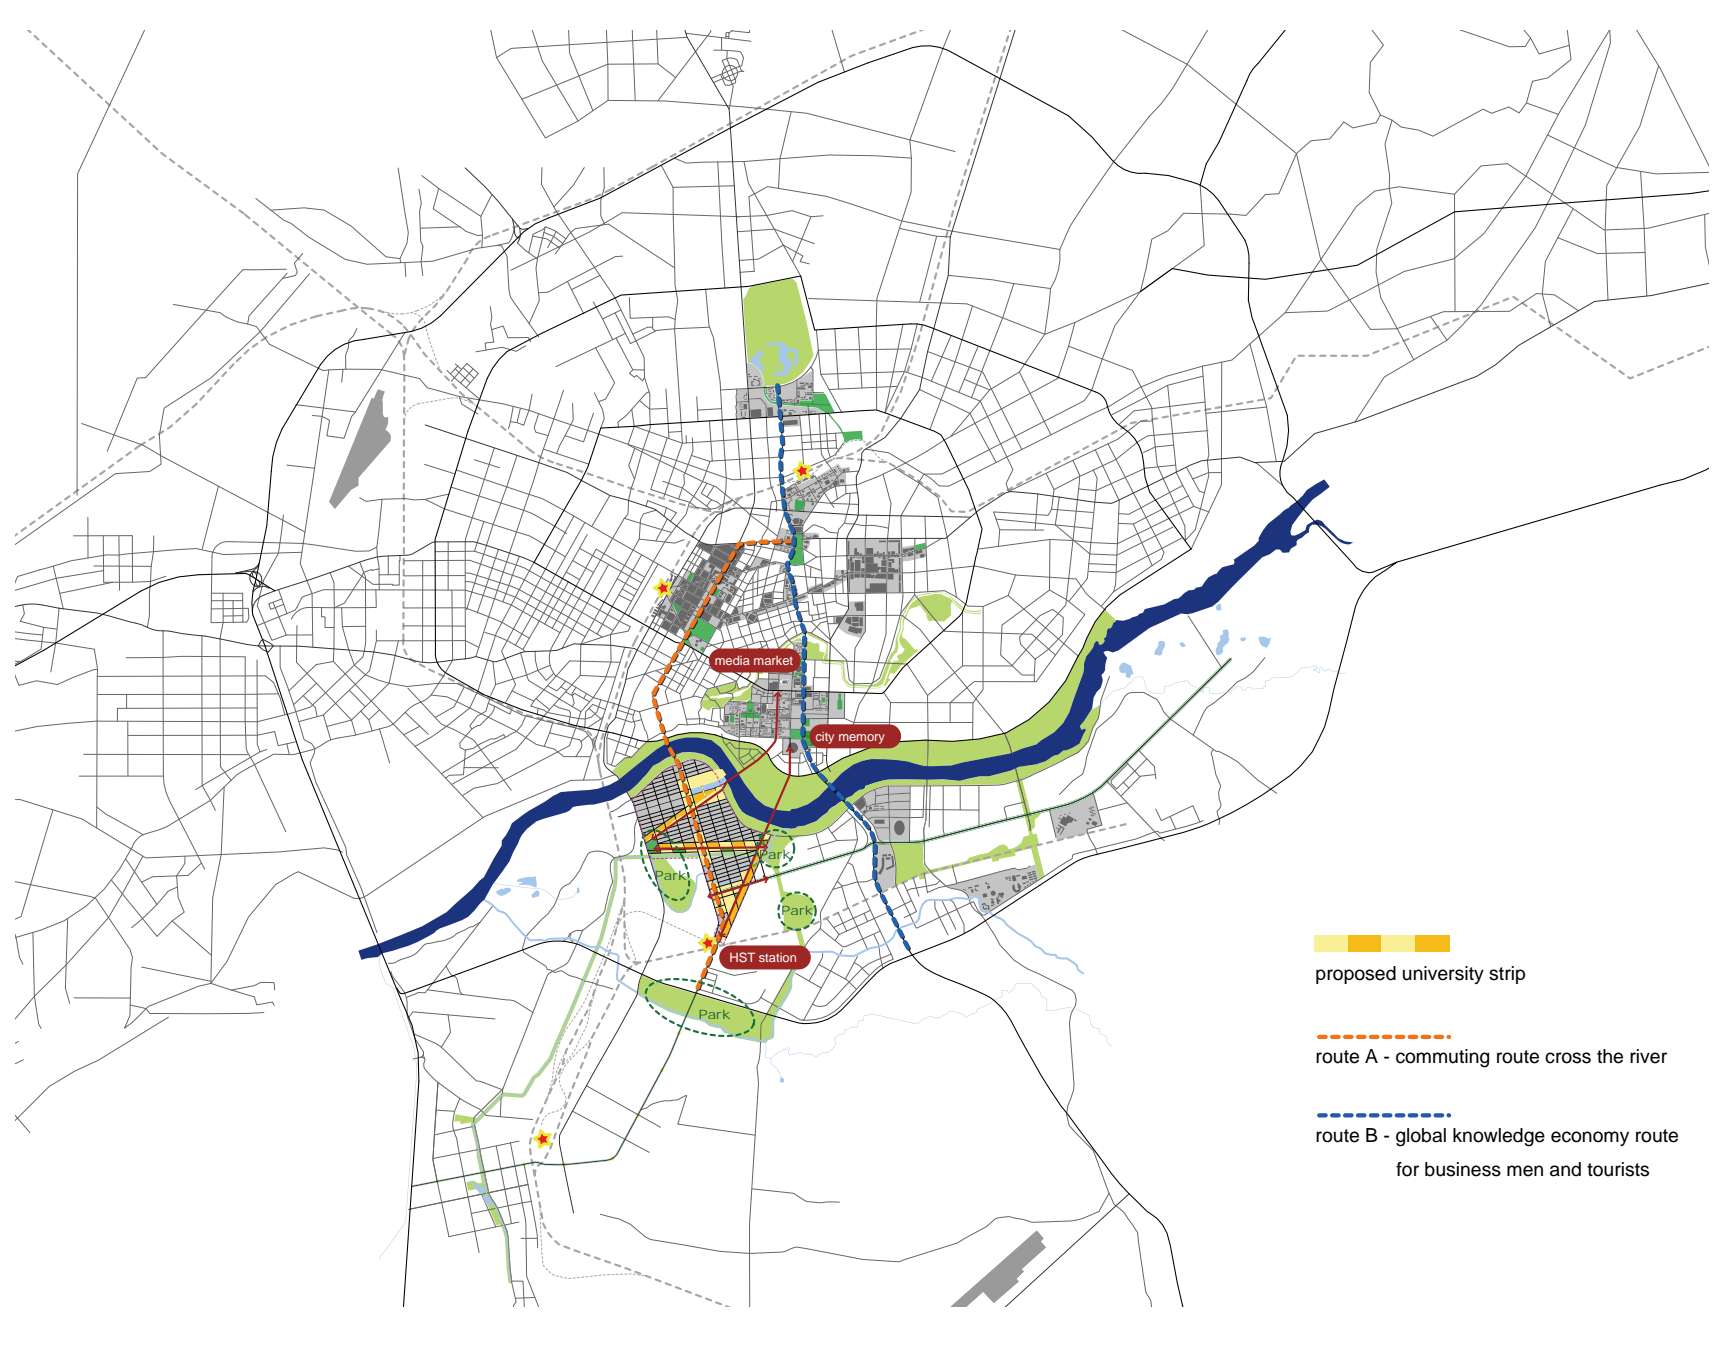 media market
city memory
Park
Park
Park
HST station
Park
proposed university strip
route A - commuting route cross the river
route B - global knowledge economy route
for business men and tourists